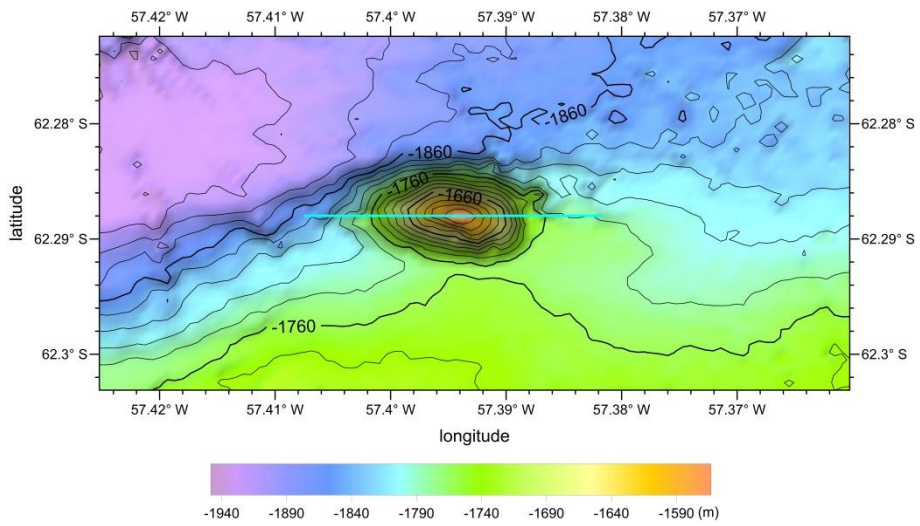 57.42° W 57.41° W 57.4° W 57.39° W 57.38° W 57.37° W
62.28° S 62.28° S
62.29° S 62.29° S
62.3° S 62.3° S
-1860
-1860
-1760
-1660
-1760
latitude
57.42° W 57.41° W 57.4° W 57.39° W 57.38° W 57.37° W
longitude
-1940 -1890 -1840 -1790 -1740 -1690 -1640 -1590 (m)